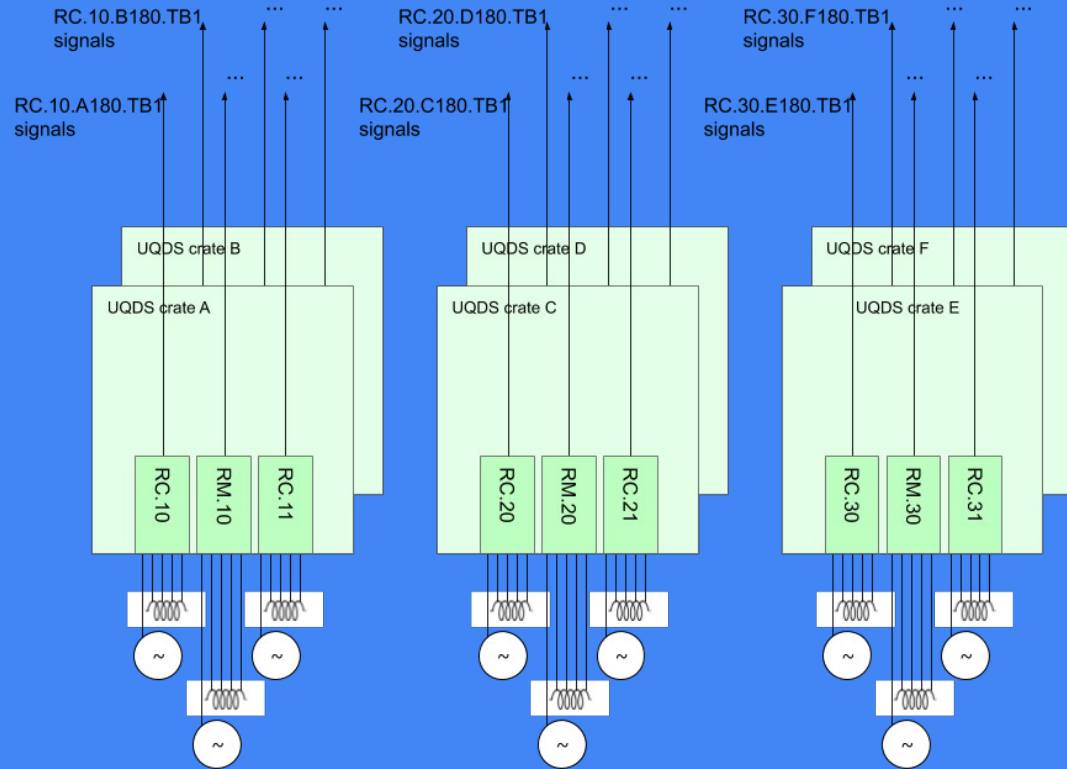 ...
...
...
...
...
...
RC.10.B180.TB1
signals
RC.20.D180.TB1
signals
RC.30.F180.TB1
signals
...
...
...
...
...
...
RC.10.A180.TB1
signals
RC.20.C180.TB1
signals
RC.30.E180.TB1
signals
UQDS crate B
UQDS crate D
UQDS crate F
UQDS crate A
UQDS crate C
UQDS crate E
RC.10
RM.10
RC.11
RC.20
RM.20
RC.21
RC.30
RM.30
RC.31
~
~
~
~
~
~
~
~
~